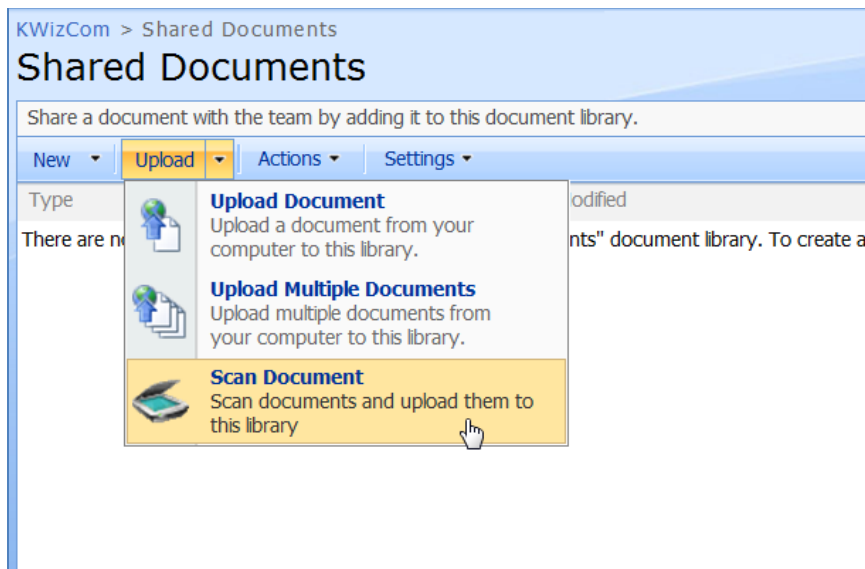 KWizCom > Shared Documents
Shared Documents
Share a document with the team by adding it to this document library.
New Upload Actions Settings
Type odified
There are n nts" document library. To create a
Upload Document
Upload a document from your
computer to this library.
Upload Multiple Documents
Upload multiple documents from
your computer to this library.
Scan Document
Scan documents and upload them to
this library